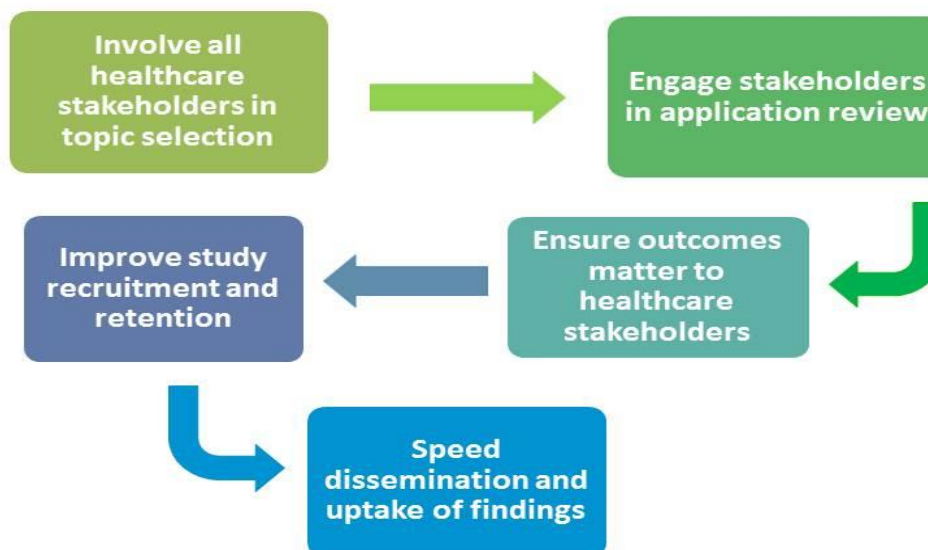 Involve all
healthcare
stakeholders in
topic selection
Engage stakeholders
in application review
Ensure outcomes
matter to
healthcare
stakeholders
Improve study
recruitment and
retention
Speed
dissemination and
uptake of findings